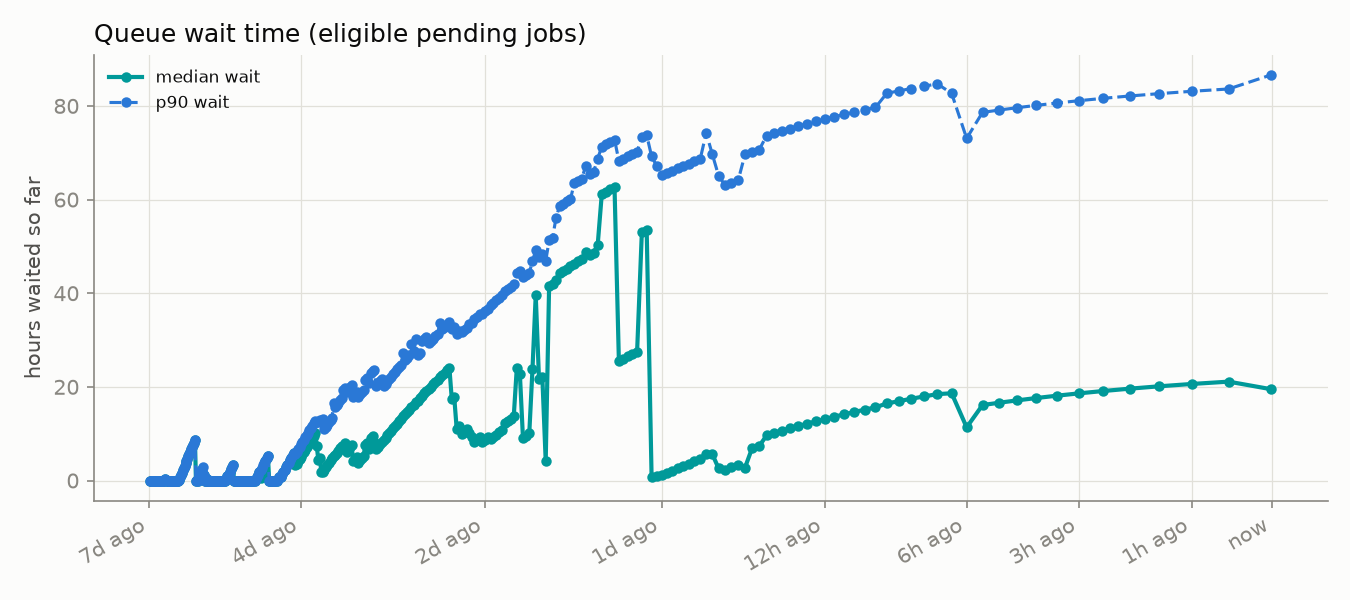 Queue wait time (eligible pending jobs)
median wait
p90 wait
hours waited so far
80
60
40
20
0
7d ago
4d ago
2d ago
1d ago
12h ago
6h ago
3h ago
1h ago
now